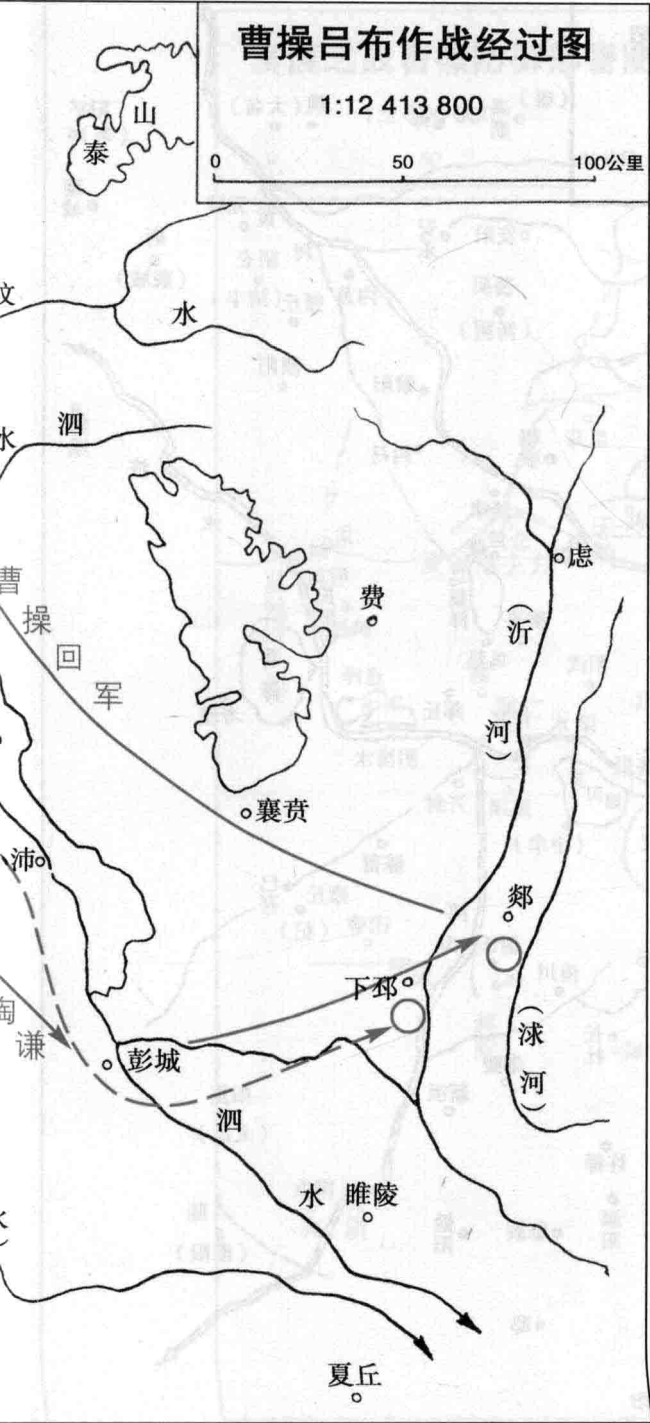 曹操吕布作战经过图
1:12 413 800
0 50 100公里
泰山
汶
水
泗
水
曹操回军
虑
费
（沂河）
襄贲
沛
郯
下邳
陶谦
彭城
（浗河）
泗
水
睢陵
夏丘